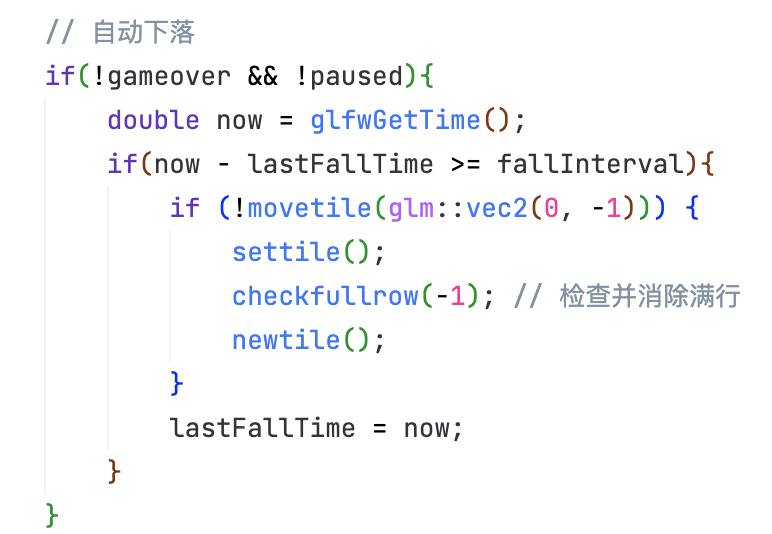 // 自动下落
if(!gameover && !paused){
    double now = glfwGetTime();
    if(now - lastFallTime >= fallInterval){
        if (!movetile(glm::vec2(0, -1))) {
            settile();
            checkfullrow(-1); // 检查并消除满行
            newtile();
        }
        lastFallTime = now;
    }
}